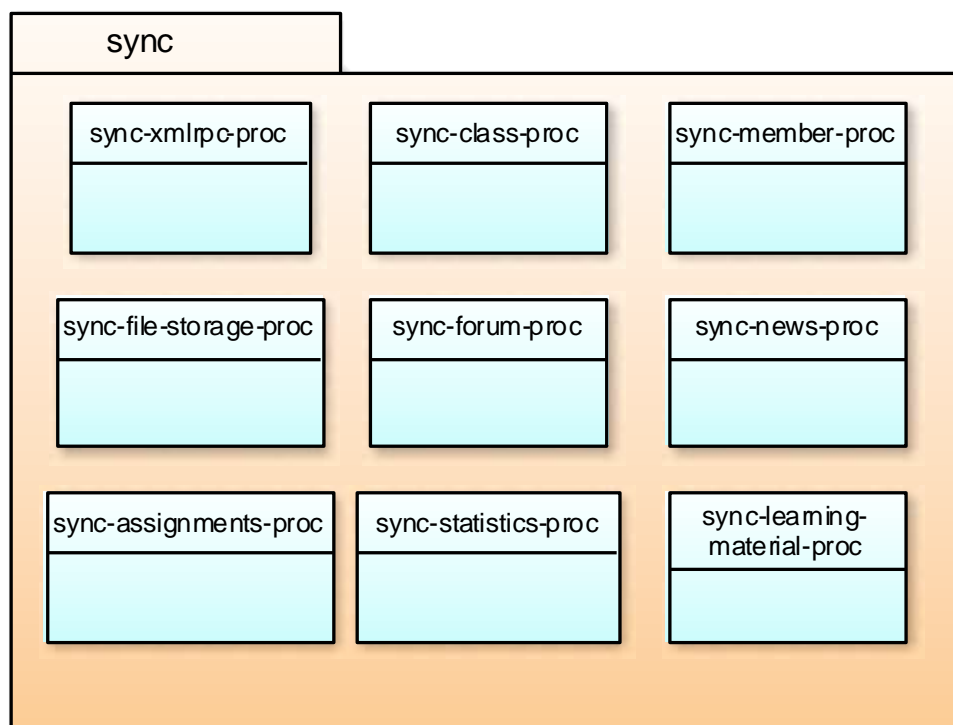 sync
sync-xmlrpc-proc
sync-class-proc
sync-member-proc
sync-file-storage-proc
sync-forum-proc
sync-news-proc
sync-assignments-proc
sync-statistics-proc
sync-learning-
material-proc